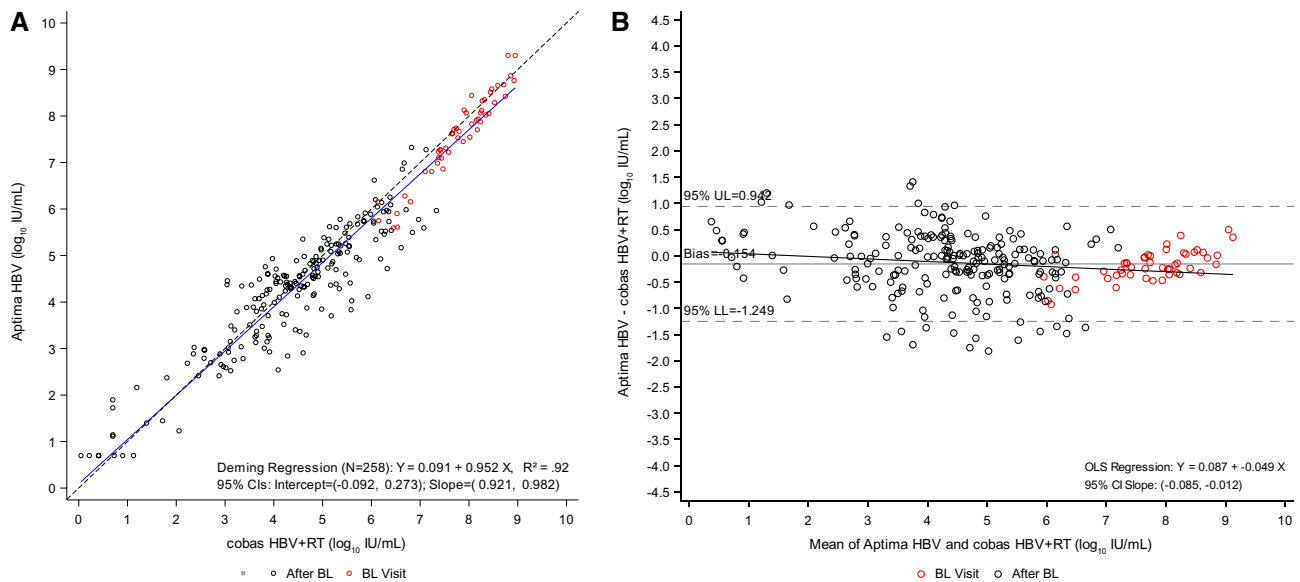 A
10
9
8
7
6
5
4
3
2
1
0
Aptima HBV (log10 IU/mL)
Deming Regression (N=258): Y = 0.091 + 0.952 X, R² = .92
95% CIs: Intercept=(-0.092, 0.273); Slope=( 0.921, 0.982)
0 1 2 3 4 5 6 7 8 9 10
cobas HBV+RT (log10 IU/mL)
After BL BL Visit
B
4.5
4.0
3.5
3.0
2.5
2.0
1.5
1.0
0.5
0.0
-0.5
-1.0
-1.5
-2.0
-2.5
-3.0
-3.5
-4.0
-4.5
Aptima HBV - cobas HBV+RT (log10 IU/mL)
95% UL=0.942
Bias=-0.154
95% LL=-1.249
OLS Regression: Y = 0.087 + -0.049 X
95% CI Slope: (-0.085, -0.012)
0 1 2 3 4 5 6 7 8 9 10
Mean of Aptima HBV and cobas HBV+RT (log10 IU/mL)
BL Visit After BL